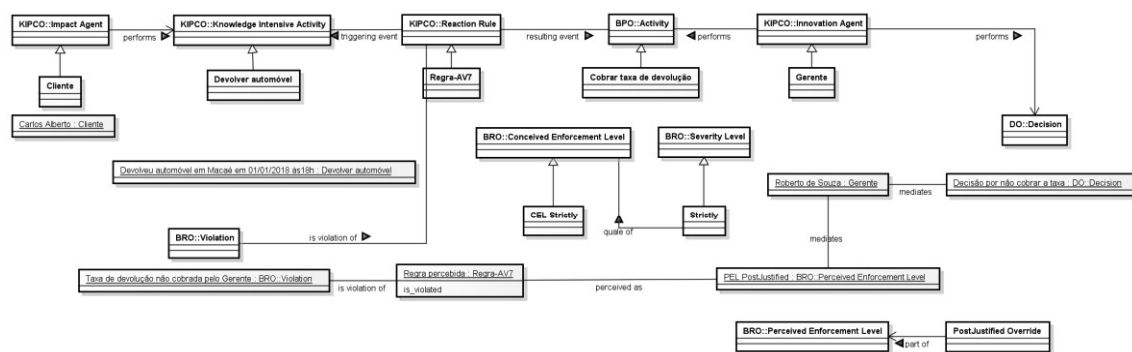 KIPCO::Impact Agent
performs
KIPCO::Knowledge Intensive Activity
triggering event
KIPCO::Reaction Rule
resulting event
BPO::Activity
performs
KIPCO::Innovation Agent
performs
Cliente
Devolver automóvel
Regra-AV7
Cobrar taxa de devolução
Gerente
Carlos Alberto : Cliente
DO::Decision
BRO::Conceived Enforcement Level
BRO::Severity Level
Devolveu automóvel em Macaé em 01/01/2018 às18h : Devolver automóvel
Roberto de Souza : Gerente
mediates
Decisão por não cobrar a taxa : DO::Decision
CEL Strictly
quale of
Strictly
BRO::Violation
is violation of
mediates
Taxa de devolução não cobrada pelo Gerente : BRO::Violation
is violation of
Regra percebida : Regra-AV7
is_violated
perceived as
PEL PostJustified : BRO::Perceived Enforcement Level
BRO::Perceived Enforcement Level
part of
PostJustified Override